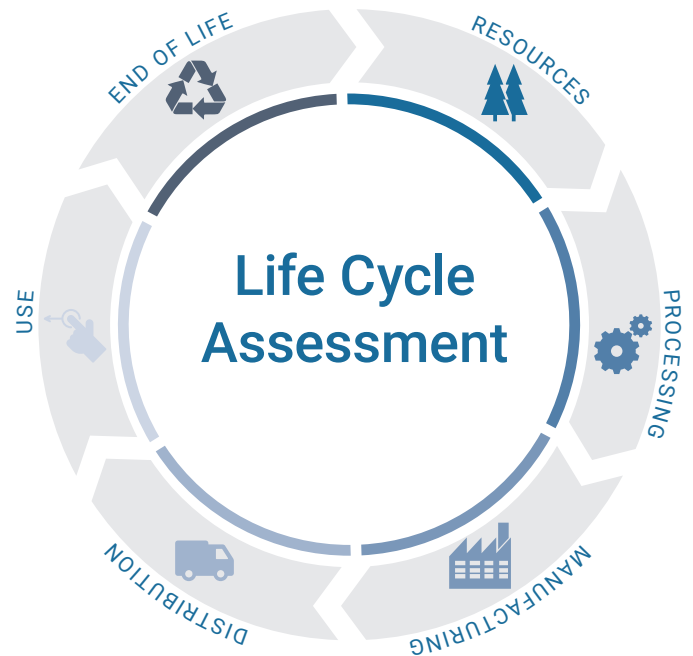 Life Cycle
Assessment
RESOURCES
PROCESSING
MANUFACTURING
DISTRIBUTION
USE
END OF LIFE